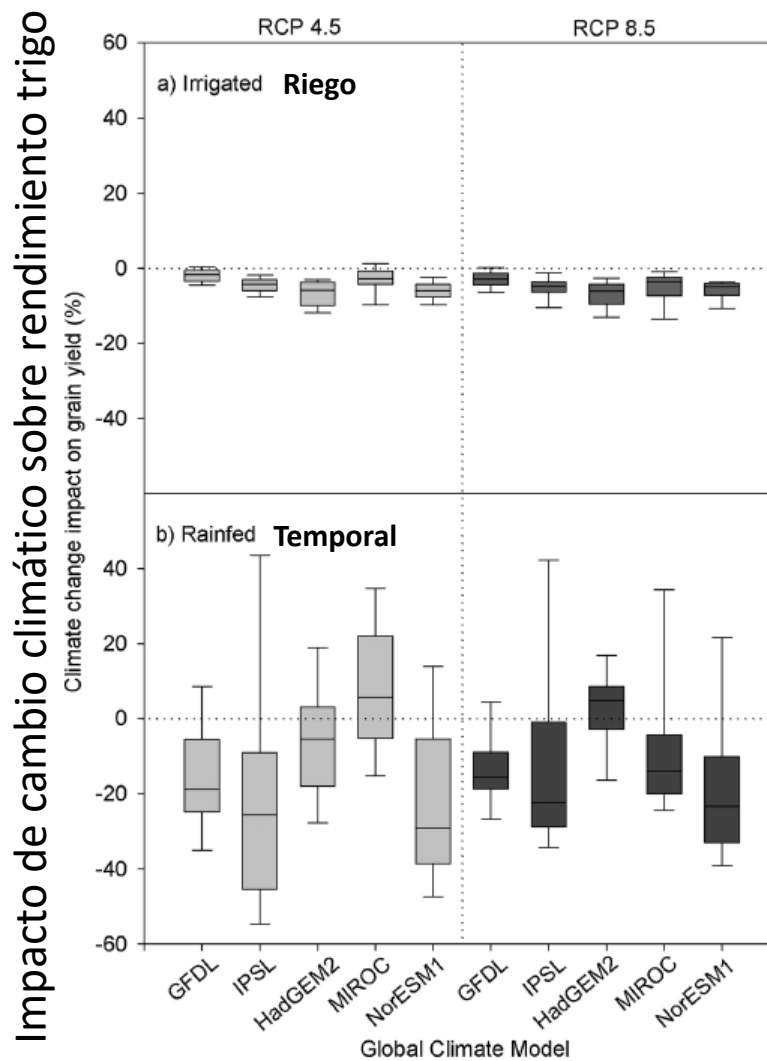 Impacto de cambio climático sobre rendimiento trigo
Climate change impact on grain yield (%)
RCP 4.5
RCP 8.5
60
a) Irrigated Riego
40
20
0
-20
-40
b) Rainfed Temporal
40
20
0
-20
-40
-60
GFDL
IPSL
HadGEM2
MIROC
NorESM1
GFDL
IPSL
HadGEM2
MIROC
NorESM1
Global Climate Model